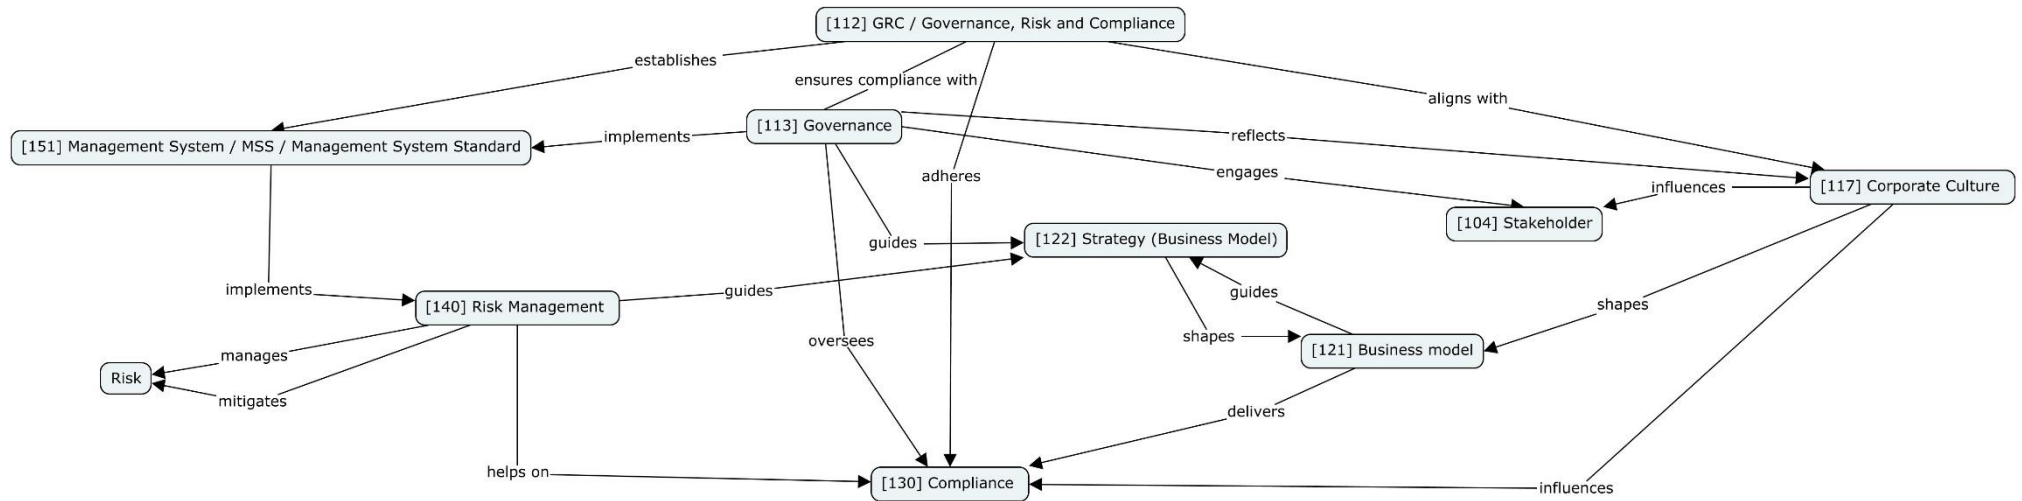 [112] GRC / Governance, Risk and Compliance
establishes
ensures compliance with
aligns with
[113] Governance
implements
reflects
[151] Management System / MSS / Management System Standard
adheres
engages
influences
[117] Corporate Culture
[104] Stakeholder
guides
[122] Strategy (Business Model)
implements
guides
guides
[140] Risk Management
shapes
shapes
oversees
manages
[121] Business model
Risk
mitigates
delivers
helps on
[130] Compliance
influences